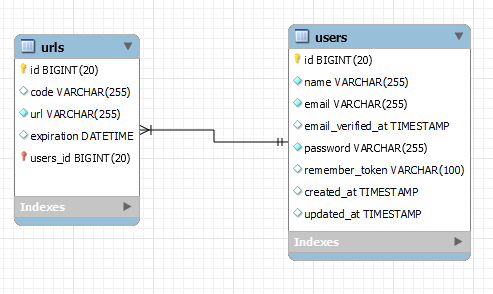 urls
id BIGINT(20)
code VARCHAR(255)
url VARCHAR(255)
expiration DATETIME
users_id BIGINT(20)
Indexes
users
id BIGINT(20)
name VARCHAR(255)
email VARCHAR(255)
email_verified_at TIMESTAMP
password VARCHAR(255)
remember_token VARCHAR(100)
created_at TIMESTAMP
updated_at TIMESTAMP
Indexes